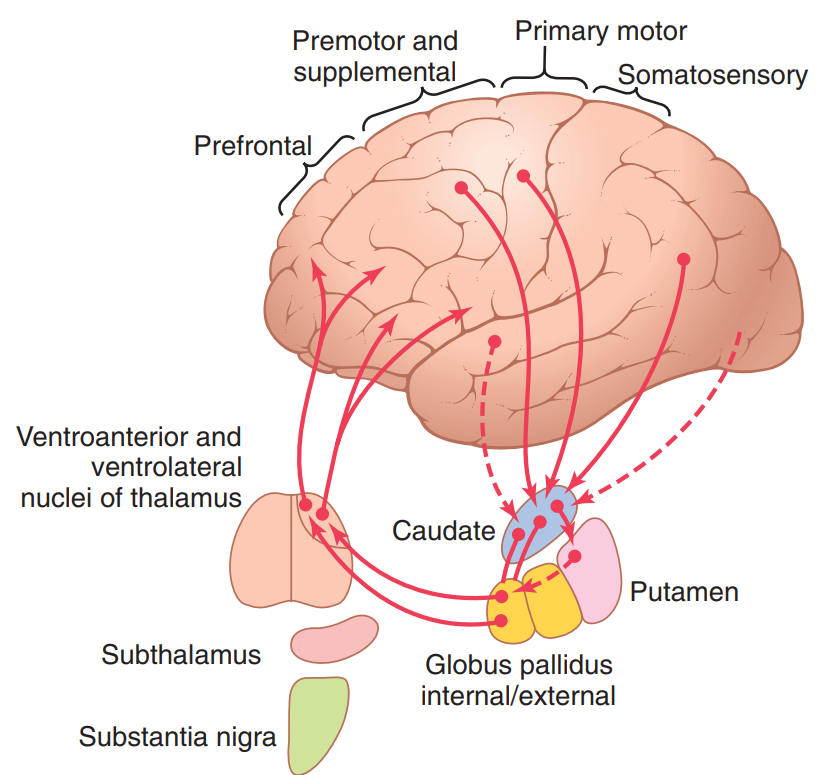 Premotor and
supplemental
Primary motor
Somatosensory
Prefrontal
Ventroanterior and
ventrolateral
nuclei of thalamus
Caudate
Putamen
Subthalamus
Globus pallidus
internal/external
Substantia nigra